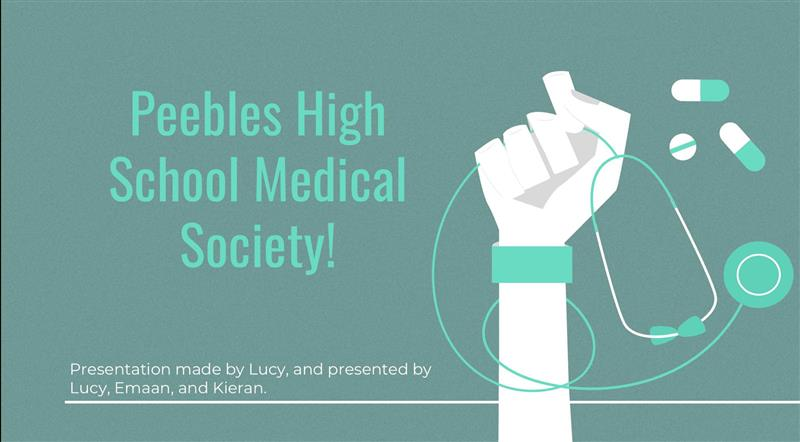 Peebles High
School Medical
Society!
Presentation made by Lucy, and presented by
Lucy, Emaan, and Kieran.